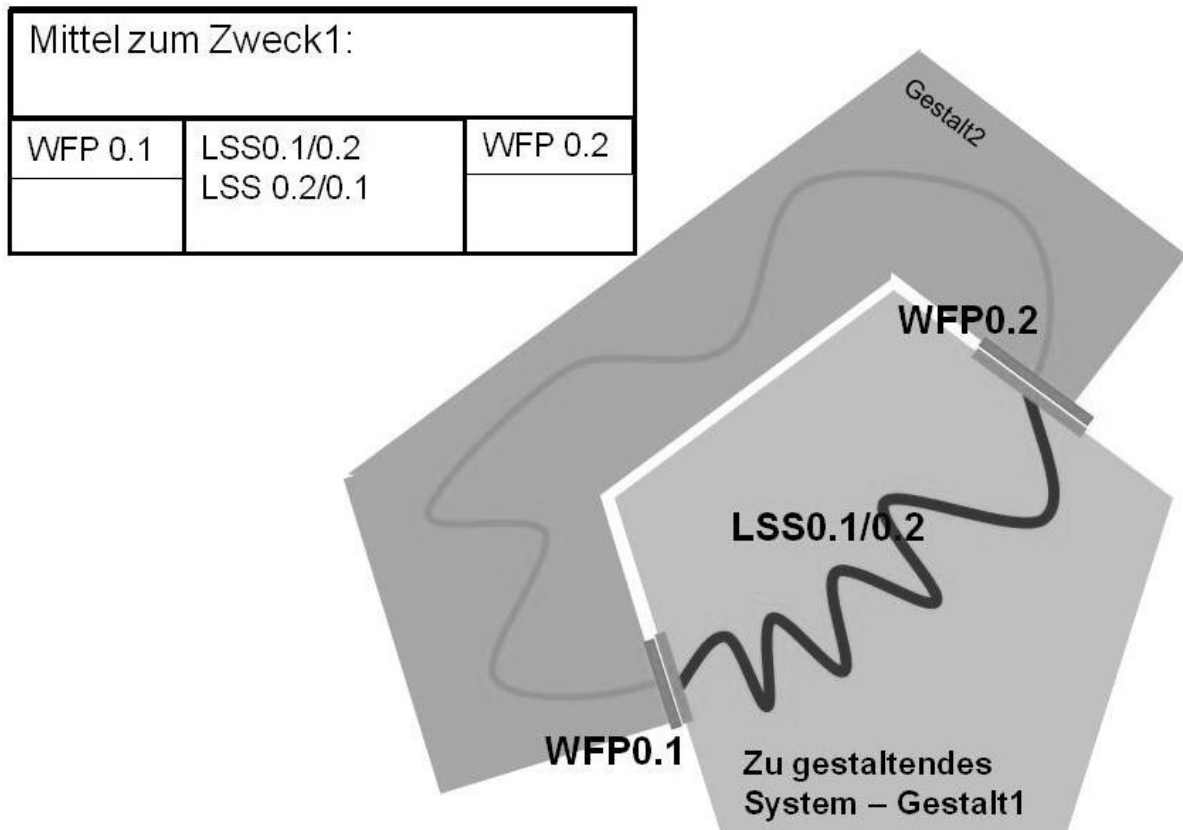 Mittel zum Zweck1:
WFP 0.1
LSS0.1/0.2
LSS 0.2/0.1
WFP 0.2
Gestalt2
WFP0.2
LSS0.1/0.2
WFP0.1
Zu gestaltendes
System – Gestalt1